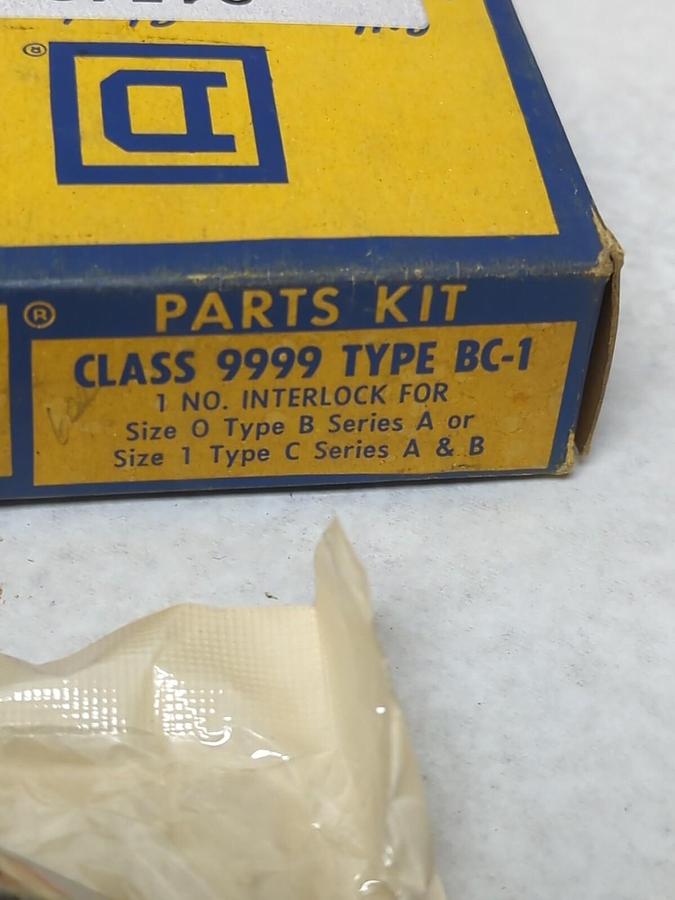 ®
D
® PARTS KIT
CLASS 9999 TYPE BC-1
1 NO. INTERLOCK FOR
Size O Type B Series A or
Size 1 Type C Series A & B